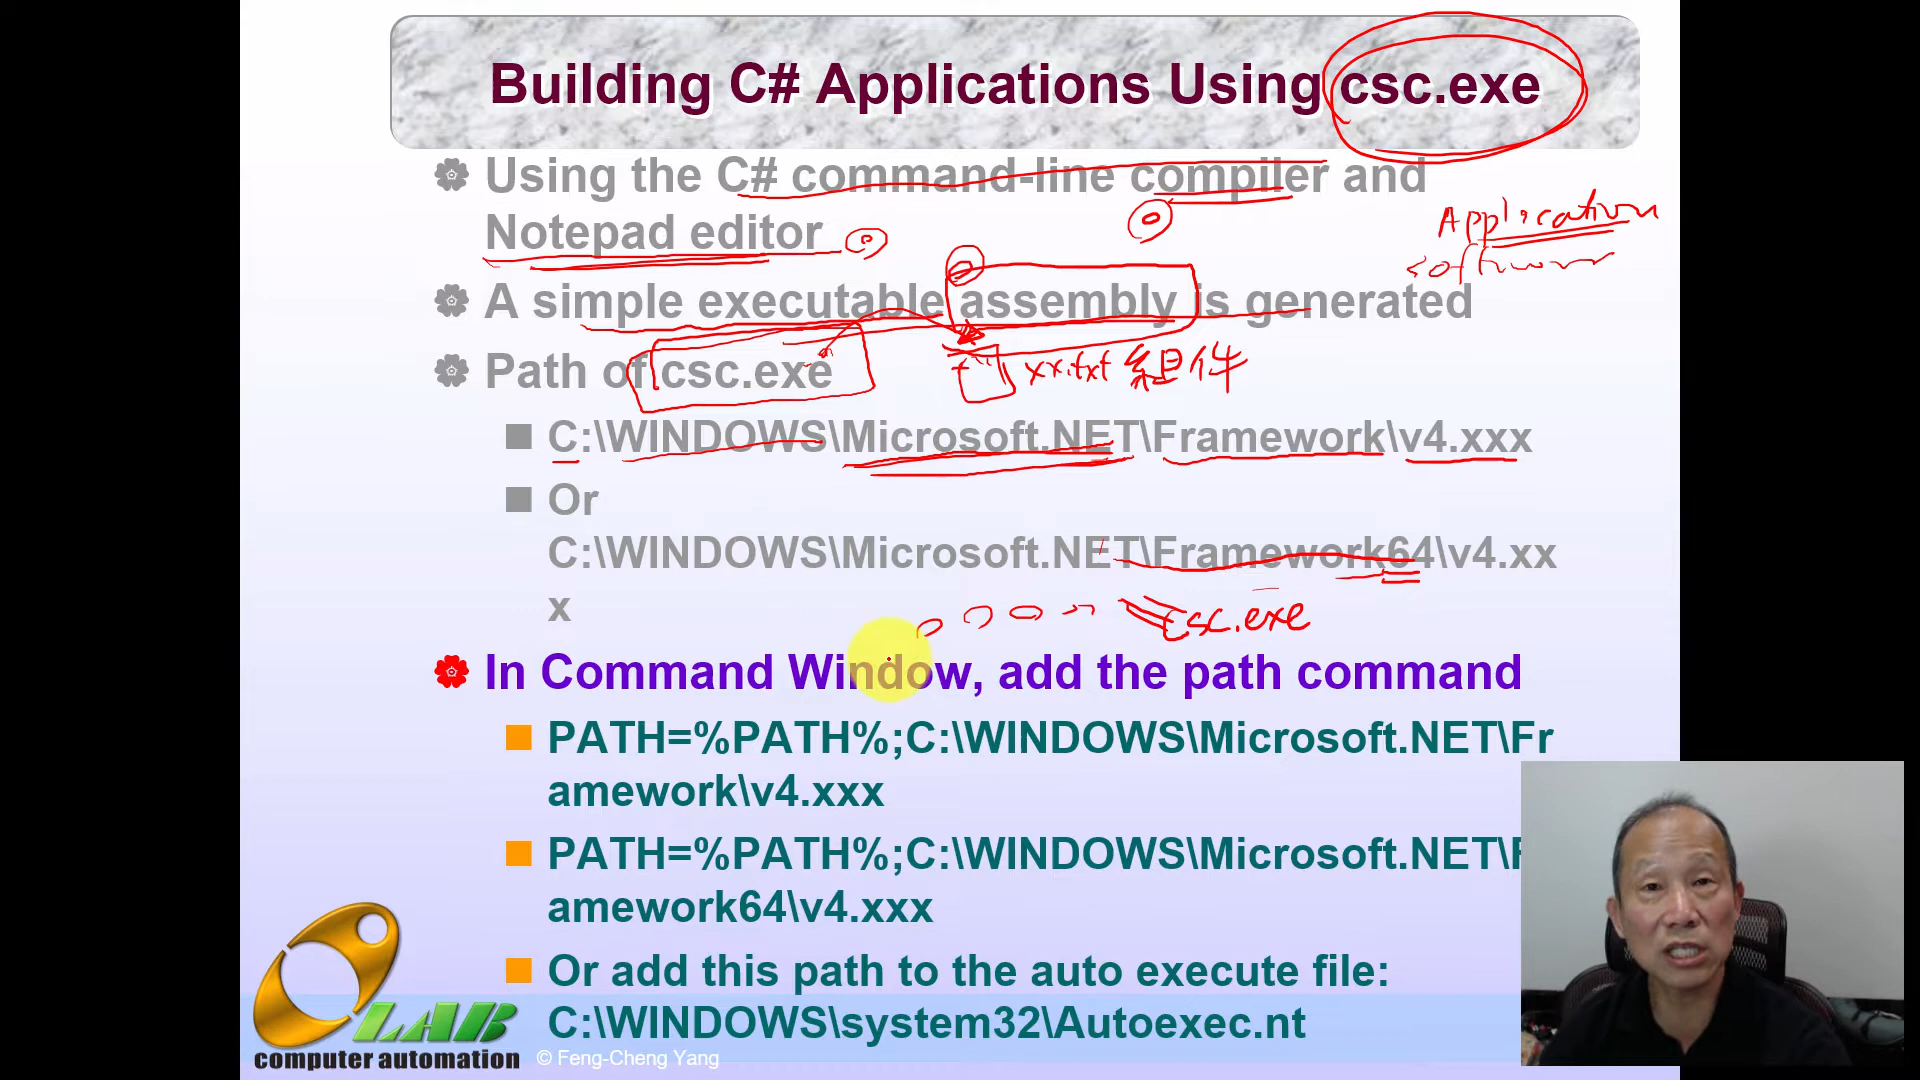 Building C# Applications Using csc.exe
Using the C# command-line compiler and
Notepad editor
Application
software
A simple executable assembly is generated
Path of csc.exe
xx.txt 組件
C:\WINDOWS\Microsoft.NET\Framework\v4.xxx
Or
C:\WINDOWS\Microsoft.NET\Framework64\v4.xx
x
csc.exe
In Command Window, add the path command
PATH=%PATH%;C:\WINDOWS\Microsoft.NET\Fr
amework\v4.xxx
PATH=%PATH%;C:\WINDOWS\Microsoft.NET\F
amework64\v4.xxx
Or add this path to the auto execute file:
C:\WINDOWS\system32\Autoexec.nt
LAB
computer automation
© Feng-Cheng Yang